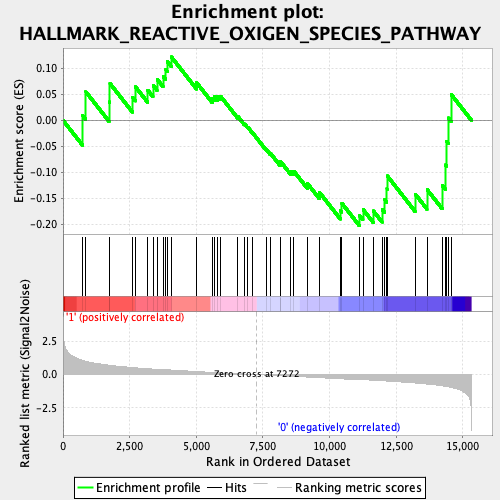 Enrichment plot:
HALLMARK_REACTIVE_OXIGEN_SPECIES_PATHWAY
Enrichment score (ES)
0.10
0.05
0.00
-0.05
-0.10
-0.15
-0.20
'1' (positively correlated)
Ranked list metric (Signal2Noise)
2.5
0.0
-2.5
Zero cross at 7272
'0' (negatively correlated)
0 2,500 5,000 7,500 10,000 12,500 15,000
Rank in Ordered Dataset
Enrichment profile Hits Ranking metric scores